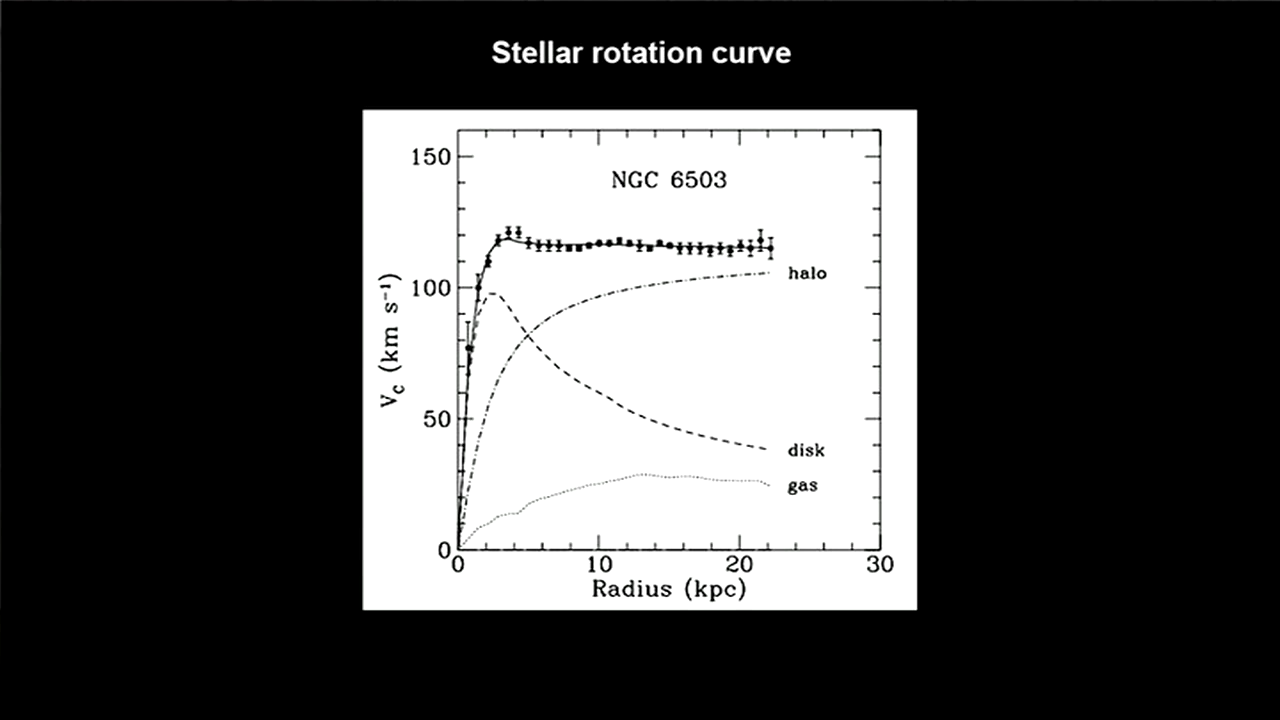 Stellar rotation curve
NGC 6503
150
100
50
0
V_c (km s⁻¹)
halo
disk
gas
0 10 20 30
Radius (kpc)